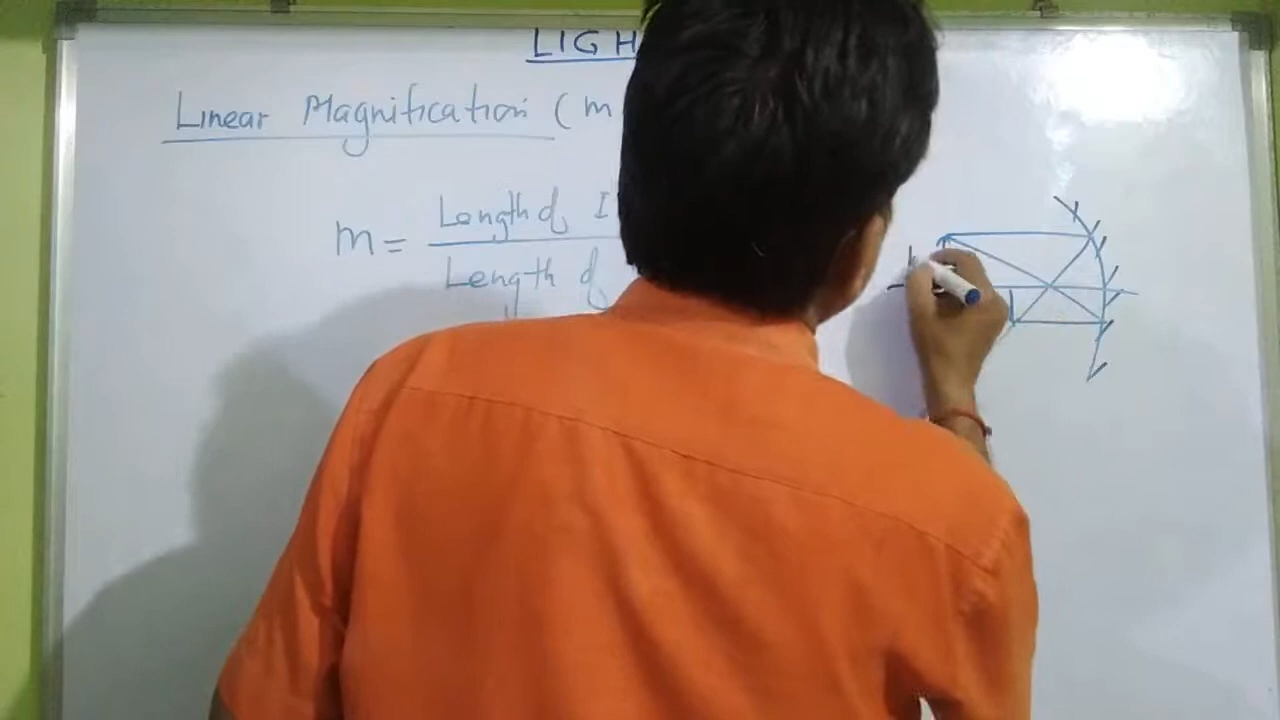 LIGH
Linear Magnification (m
m = Length of I
Length of